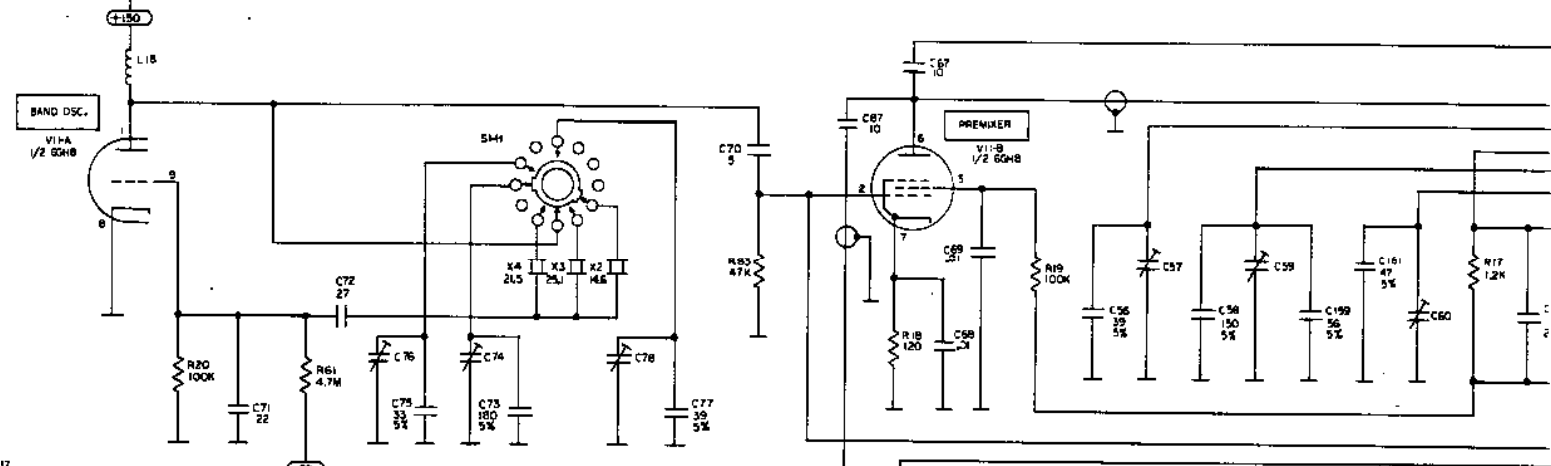 +150
L15
BAND OSC.
V11-A
1/2 6GH8
1
9
8
R20
100K
C71
22
R61
4.7M
C72
27
S1-H1
X4
21.5
X3
25.1
X2
14.6
C76
C75
33
5%
C74
C73
180
5%
C78
C77
39
5%
C70
5
R83
47K
C87
10
C67
10
PREMIXER
V11-B
1/2 6GH8
6
2
3
7
R18
120
C68
.01
C69
R19
100K
C56
39
5%
C57
C58
150
5%
C59
C159
56
5%
C161
47
5%
C60
R17
1.2K
17